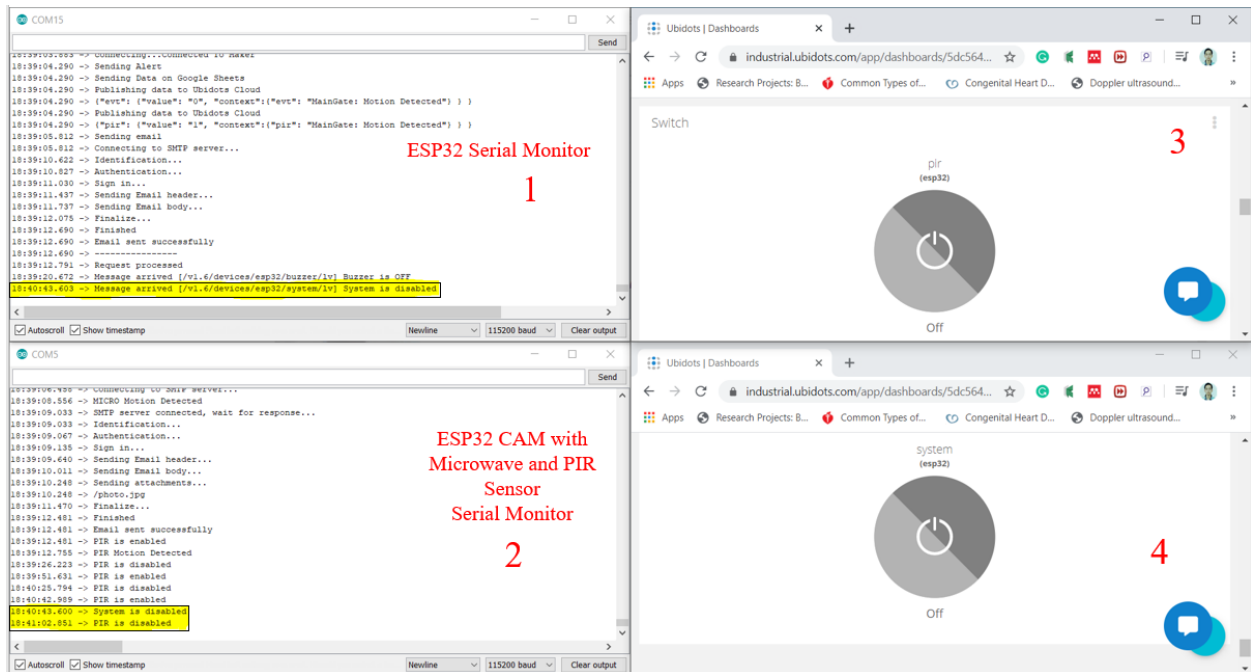 COM15
Send
18:39:03.883 -> Connecting...Connected to Maker
18:39:04.290 -> Sending Alert
18:39:04.290 -> Sending Data on Google Sheets
18:39:04.290 -> Publishing data to Ubidots Cloud
18:39:04.290 -> {"evt": {"value": "0", "context":{"evt": "MainGate: Motion Detected"} } }
18:39:04.290 -> Publishing data to Ubidots Cloud
18:39:04.290 -> {"pir": {"value": "1", "context":{"pir": "MainGate: Motion Detected"} } }
18:39:05.812 -> Sending email
18:39:05.812 -> Connecting to SMTP server...
18:39:10.622 -> Identification...
18:39:10.827 -> Authentication...
18:39:11.030 -> Sign in...
18:39:11.437 -> Sending Email header...
18:39:11.737 -> Sending Email body...
18:39:12.075 -> Finalize...
18:39:12.690 -> Finished
18:39:12.690 -> Email sent successfully
18:39:12.690 -> ----------------
18:39:12.791 -> Request processed
18:39:20.672 -> Message arrived [/v1.6/devices/esp32/buzzer/lv] Buzzer is OFF
18:40:43.603 -> Message arrived [/v1.6/devices/esp32/system/lv] System is disabled
ESP32 Serial Monitor
1
Autoscroll Show timestamp Newline 115200 baud Clear output
Ubidots | Dashboards
industrial.ubidots.com/app/dashboards/5dc564...
Apps Research Projects: B... Common Types of... Congenital Heart D... Doppler ultrasound... »
Switch
3
pir
(esp32)
Off
COM5
Send
18:39:06.458 -> Connecting to SMTP server...
18:39:08.556 -> MICRO Motion Detected
18:39:09.033 -> SMTP server connected, wait for response...
18:39:09.033 -> Identification...
18:39:09.067 -> Authentication...
18:39:09.135 -> Sign in...
18:39:09.640 -> Sending Email header...
18:39:10.011 -> Sending Email body...
18:39:10.248 -> Sending attachments...
18:39:10.248 -> /photo.jpg
18:39:11.470 -> Finalize...
18:39:12.481 -> Finished
18:39:12.481 -> Email sent successfully
18:39:12.481 -> PIR is enabled
18:39:12.755 -> PIR Motion Detected
18:39:26.223 -> PIR is disabled
18:39:51.631 -> PIR is enabled
18:40:25.794 -> PIR is disabled
18:40:42.989 -> PIR is enabled
18:40:43.600 -> System is disabled
18:41:02.851 -> PIR is disabled
ESP32 CAM with
Microwave and PIR
Sensor
Serial Monitor
2
Autoscroll Show timestamp Newline 115200 baud Clear output
Ubidots | Dashboards
industrial.ubidots.com/app/dashboards/5dc564...
Apps Research Projects: B... Common Types of... Congenital Heart D... Doppler ultrasound... »
system
(esp32)
4
Off